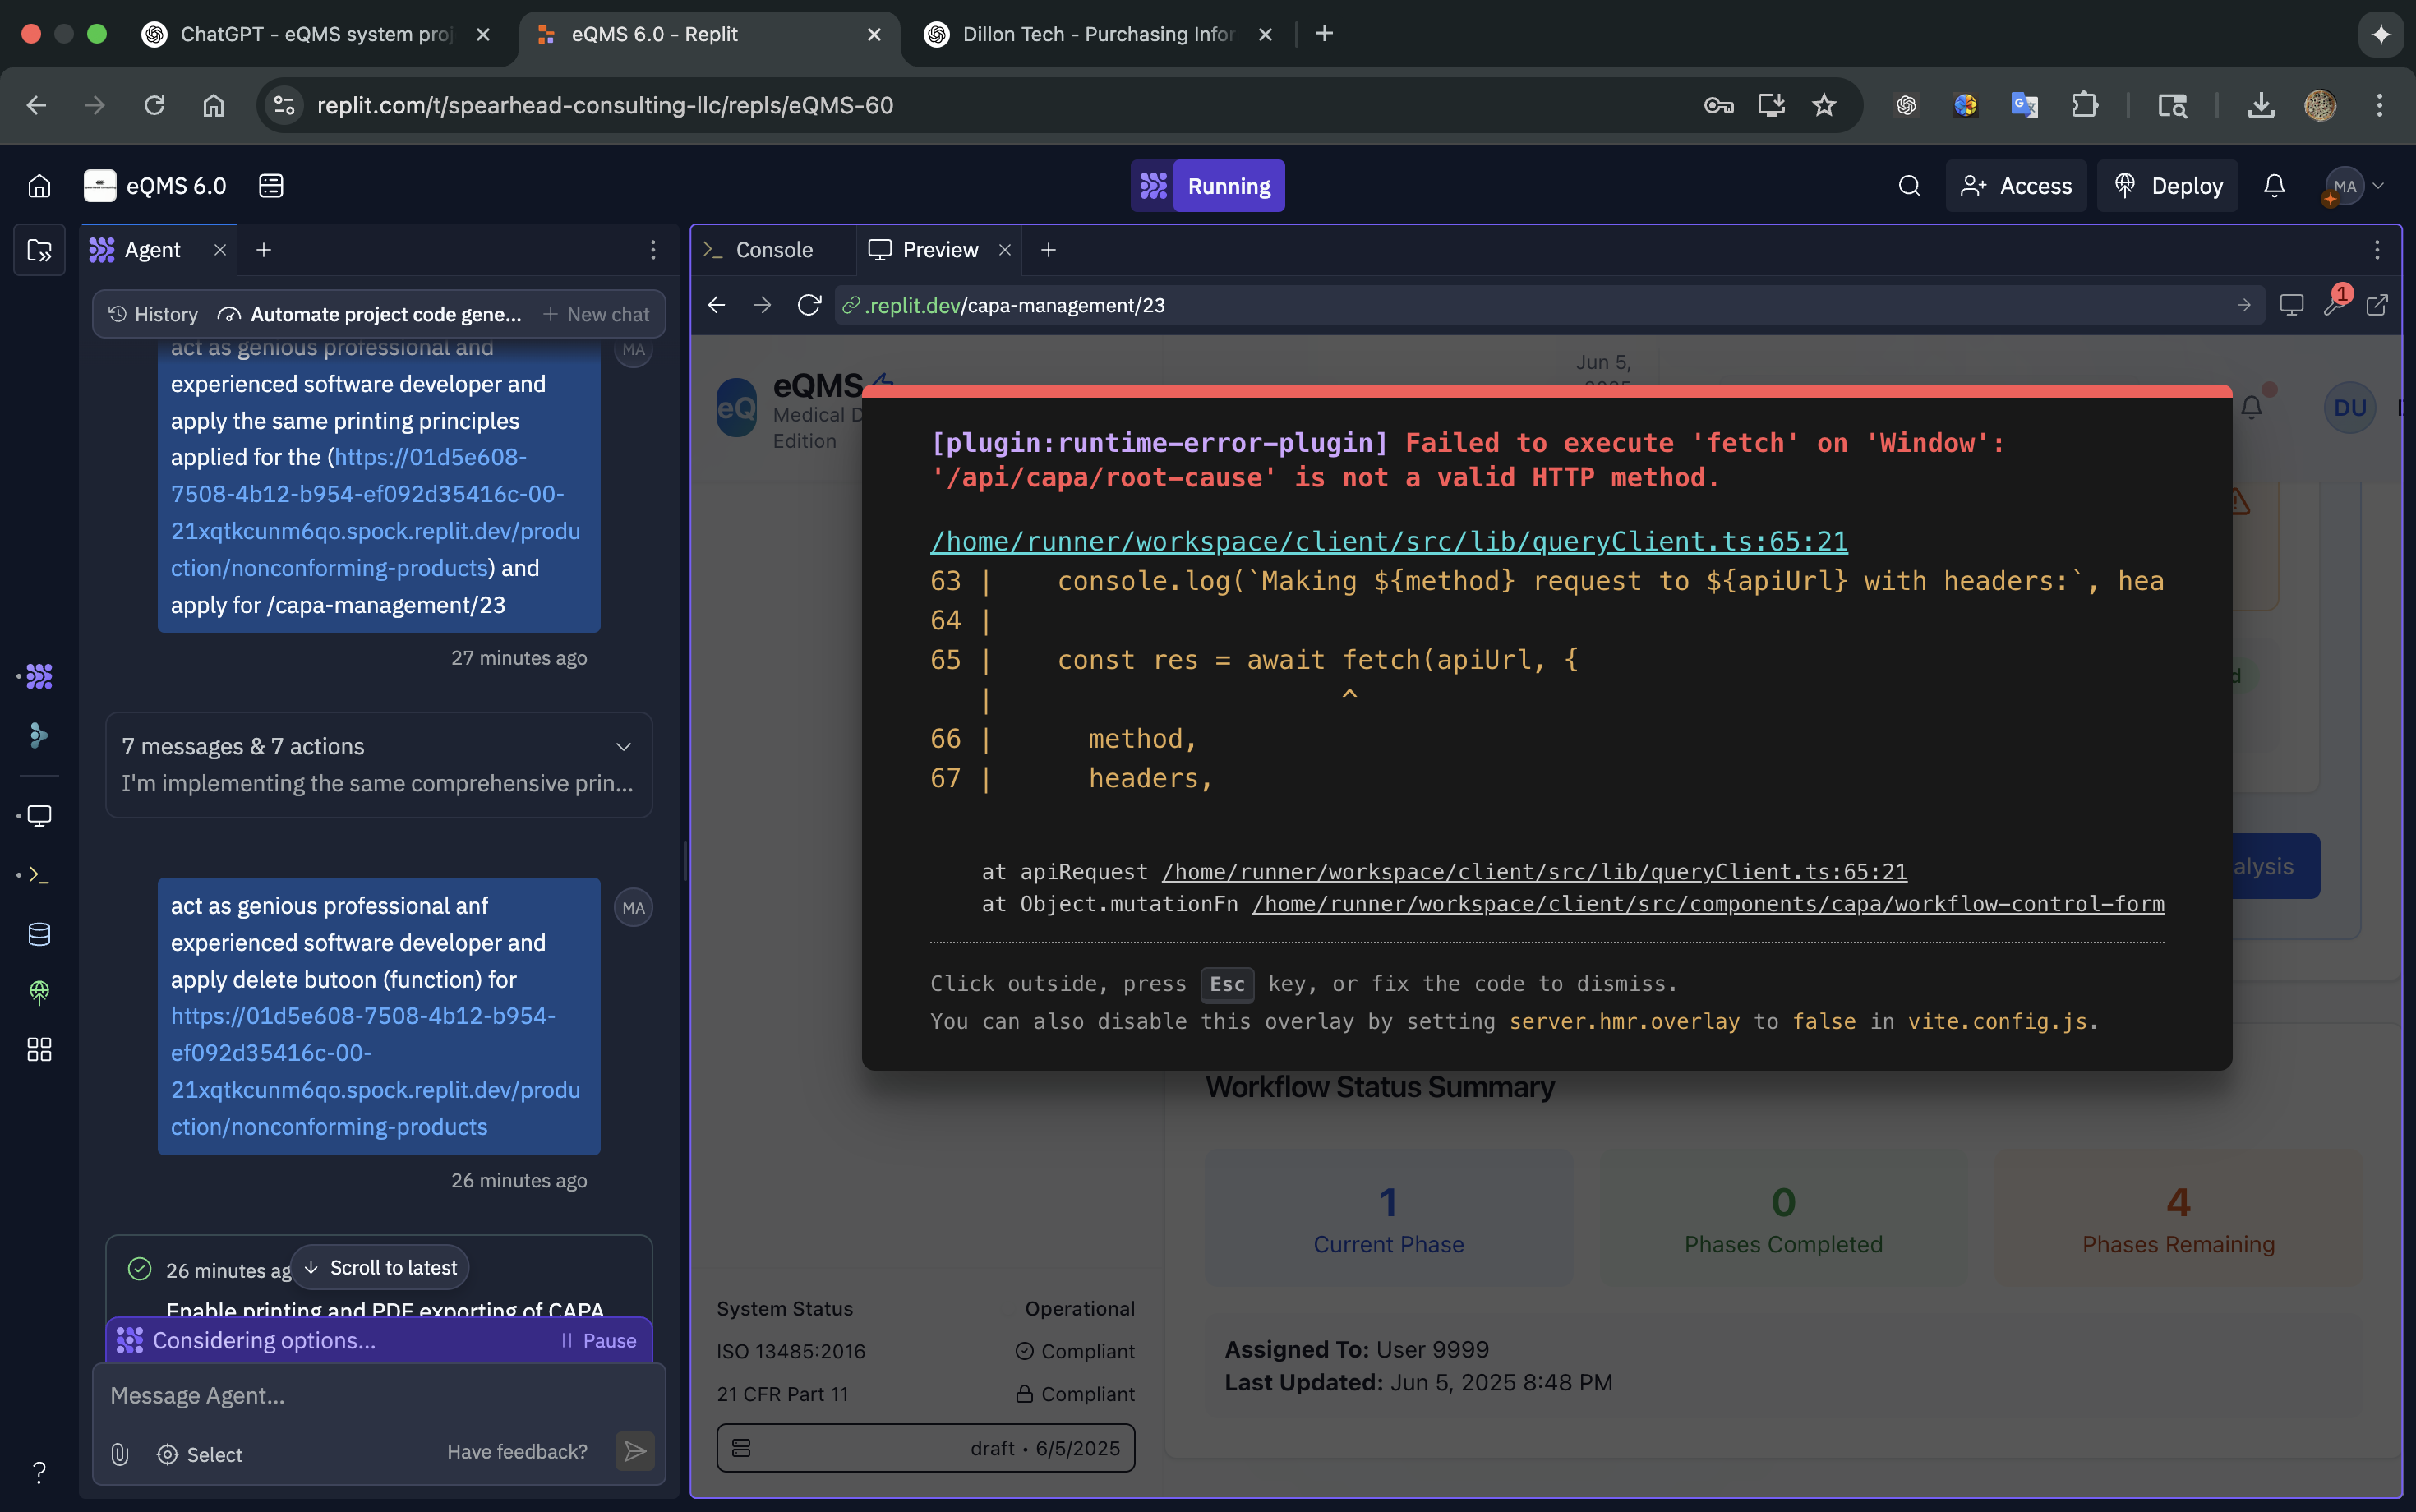 ChatGPT - eQMS system proj
eQMS 6.0 - Replit
Dillon Tech - Purchasing Infor
replit.com/t/spearhead-consulting-llc/repls/eQMS-60
eQMS 6.0
Running
Access
Deploy
MA
Agent
Console
Preview
History
Automate project code gene...
New chat
.replit.dev/capa-management/23
1
act as genious professional and
experienced software developer and
apply the same printing principles
applied for the (https://01d5e608-
7508-4b12-b954-ef092d35416c-00-
21xqtkcunm6qo.spock.replit.dev/produ
ction/nonconforming-products) and
apply for /capa-management/23
MA
27 minutes ago
7 messages & 7 actions
I'm implementing the same comprehensive prin...
act as genious professional anf
experienced software developer and
apply delete butoon (function) for
https://01d5e608-7508-4b12-b954-
ef092d35416c-00-
21xqtkcunm6qo.spock.replit.dev/produ
ction/nonconforming-products
MA
26 minutes ago
26 minutes ag
Scroll to latest
Enable printing and PDF exporting of CAPA
Considering options...
Pause
Message Agent...
Select
Have feedback?
?
Jun 5,
eQ
eQMS
Medical D
Edition
DU
[plugin:runtime-error-plugin] Failed to execute 'fetch' on 'Window':
'/api/capa/root-cause' is not a valid HTTP method.
/home/runner/workspace/client/src/lib/queryClient.ts:65:21
63 | console.log(`Making ${method} request to ${apiUrl} with headers:`, hea
64 |
65 | const res = await fetch(apiUrl, {
| ^
66 | method,
67 | headers,
at apiRequest /home/runner/workspace/client/src/lib/queryClient.ts:65:21
at Object.mutationFn /home/runner/workspace/client/src/components/capa/workflow-control-form
Click outside, press Esc key, or fix the code to dismiss.
You can also disable this overlay by setting server.hmr.overlay to false in vite.config.js.
alysis
Workflow Status Summary
1
Current Phase
0
Phases Completed
4
Phases Remaining
System Status Operational
ISO 13485:2016 Compliant
21 CFR Part 11 Compliant
draft • 6/5/2025
Assigned To: User 9999
Last Updated: Jun 5, 2025 8:48 PM